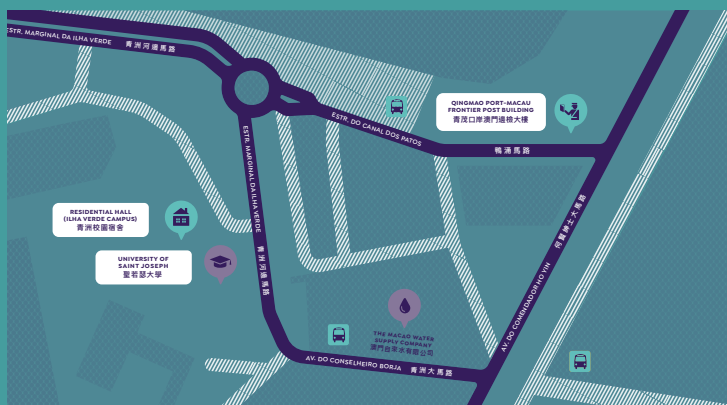 ESTR. MARGINAL DA ILHA VERDE 青洲河邊馬路
QINGMAO PORT-MACAU
FRONTIER POST BUILDING
青茂口岸澳門邊檢大樓
ESTR. DO CANAL DOS PATOS
鴨涌馬路
ESTR. MARGINAL DA ILHA VERDE 青洲河邊馬路
RESIDENTIAL HALL
(ILHA VERDE CAMPUS)
青洲校園宿舍
UNIVERSITY OF
SAINT JOSEPH
聖若瑟大學
AV. DO COMENDADOR HO YIN 何賢紳士大馬路
THE MACAO WATER
SUPPLY COMPANY
澳門自來水有限公司
AV. DO CONSELHEIRO BORJA 青洲大馬路